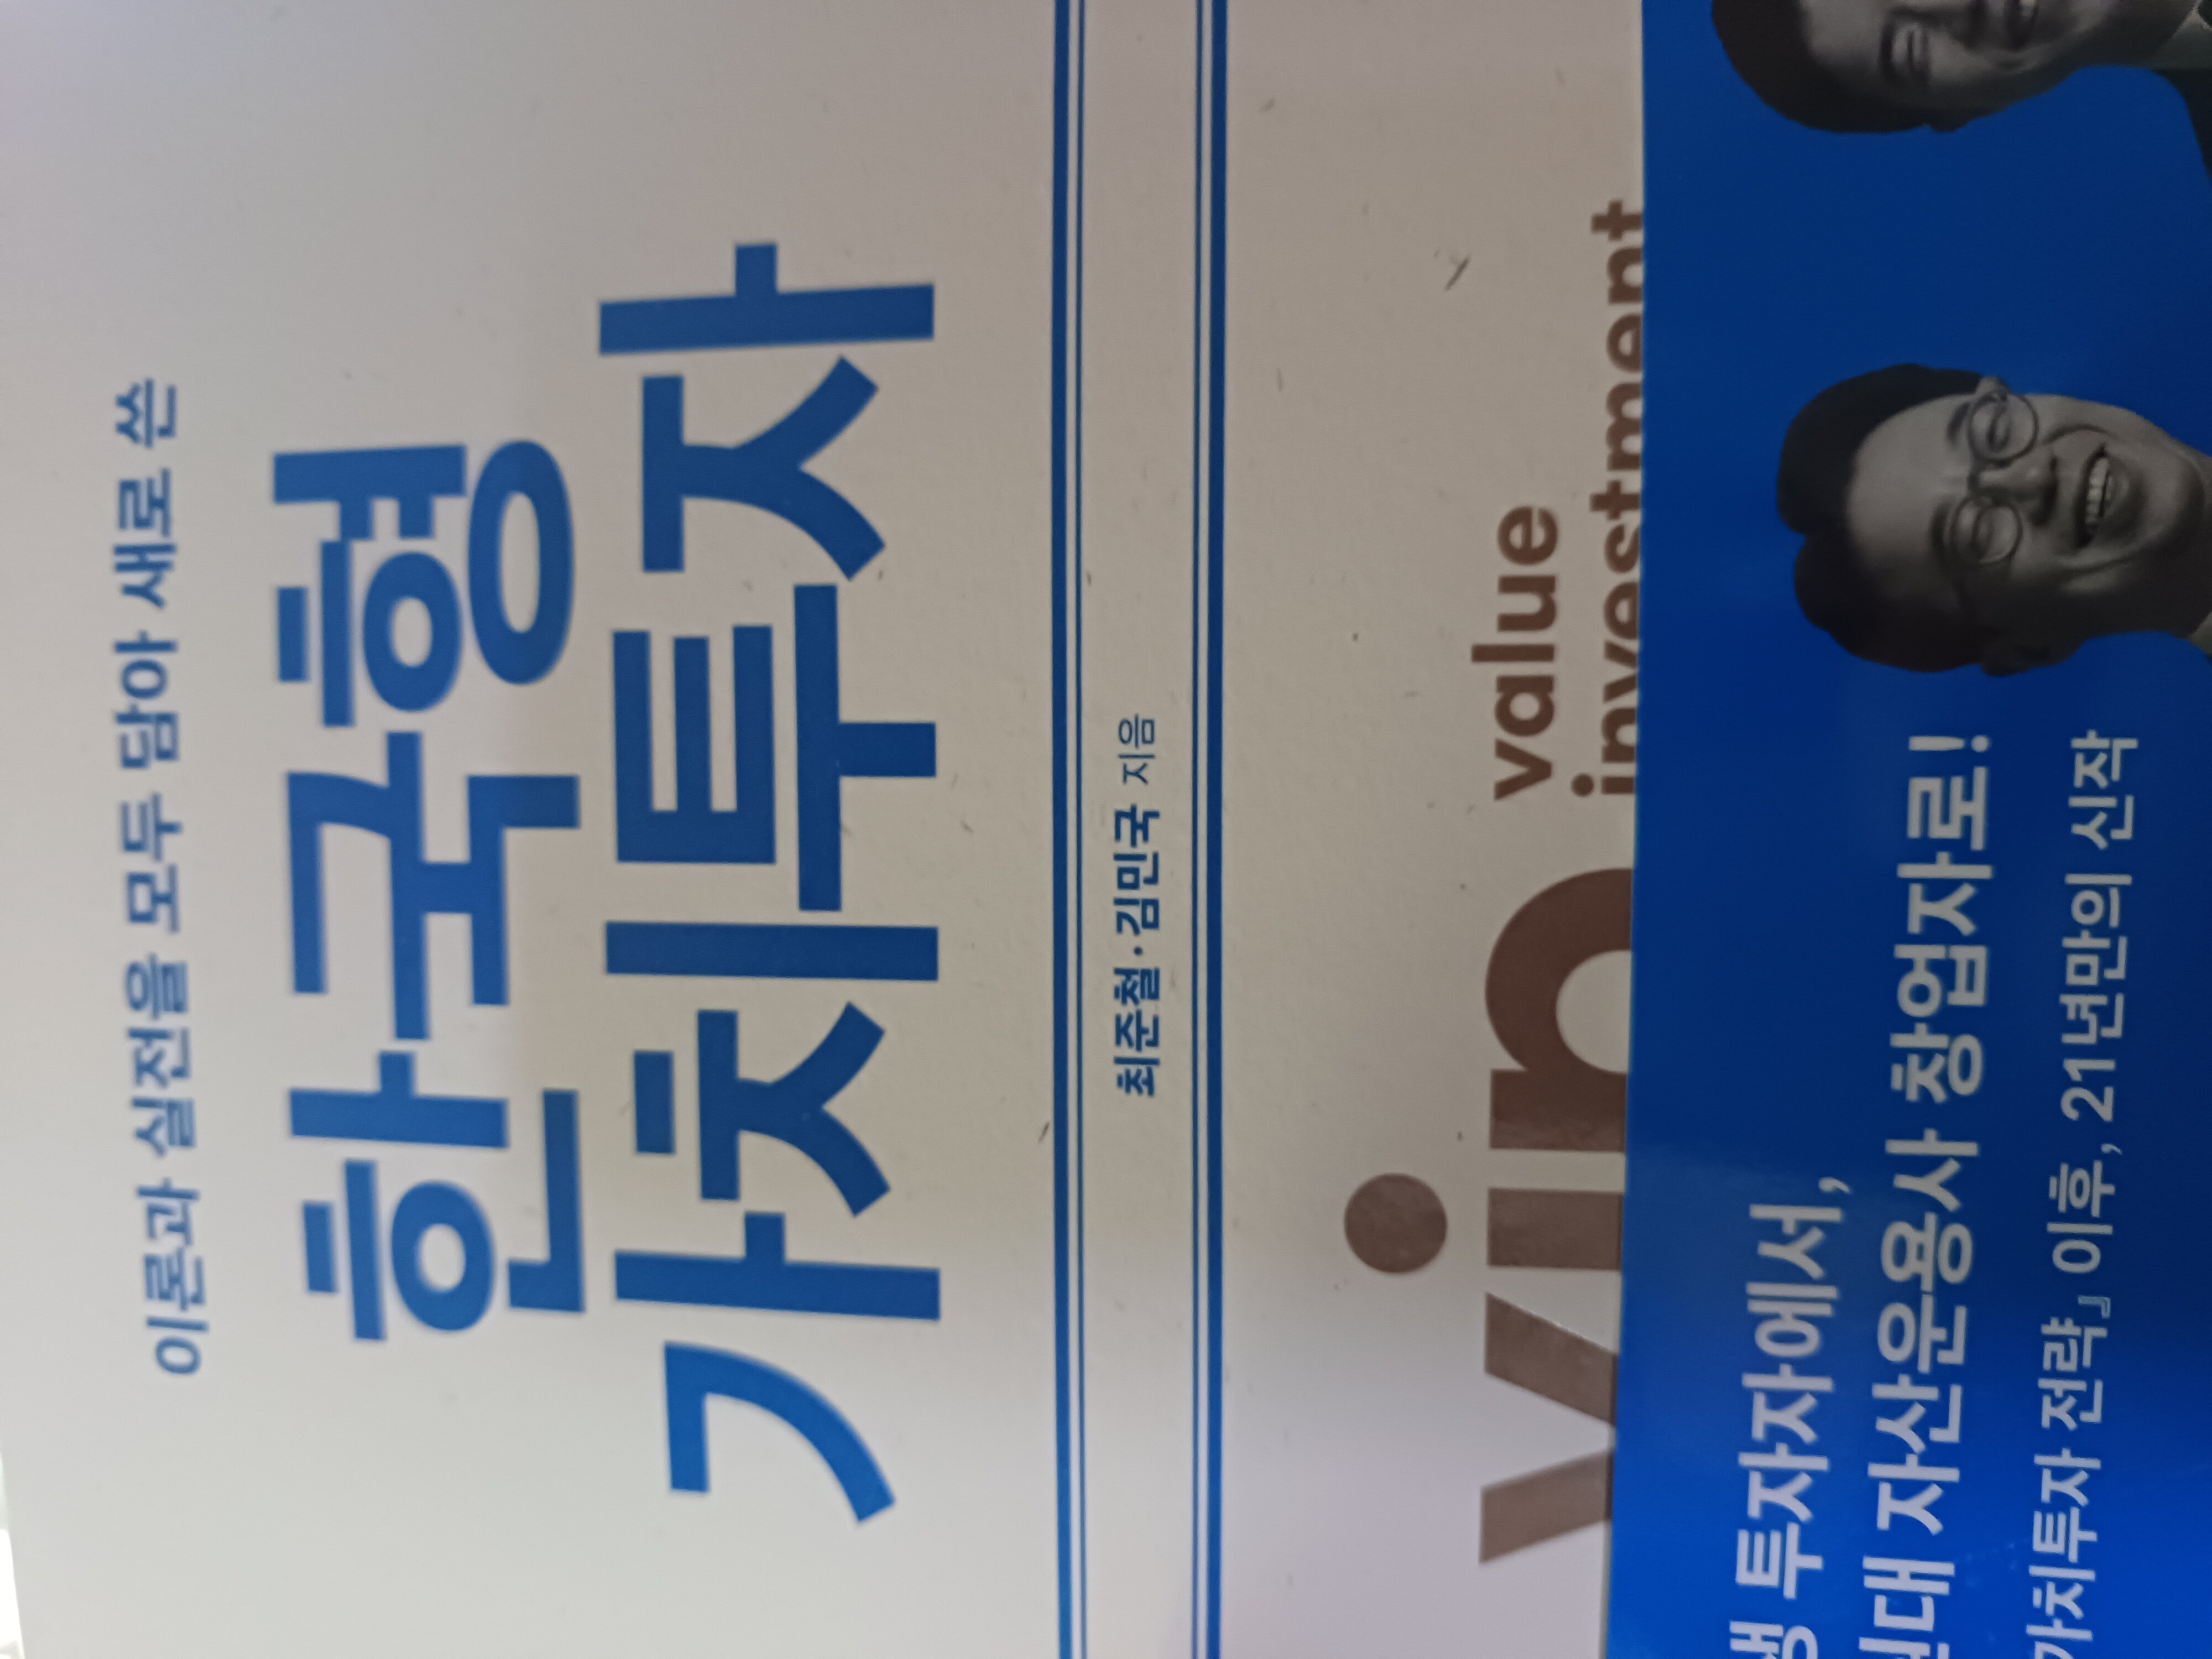 이론과 실전을 모두 담아 새로 쓴
한국형
가치투자
최준철·김민국 지음
vin
value
investment
투자자에서,
자산운용사 창업자로!
가치투자 전략』 이후, 21년만의 신작